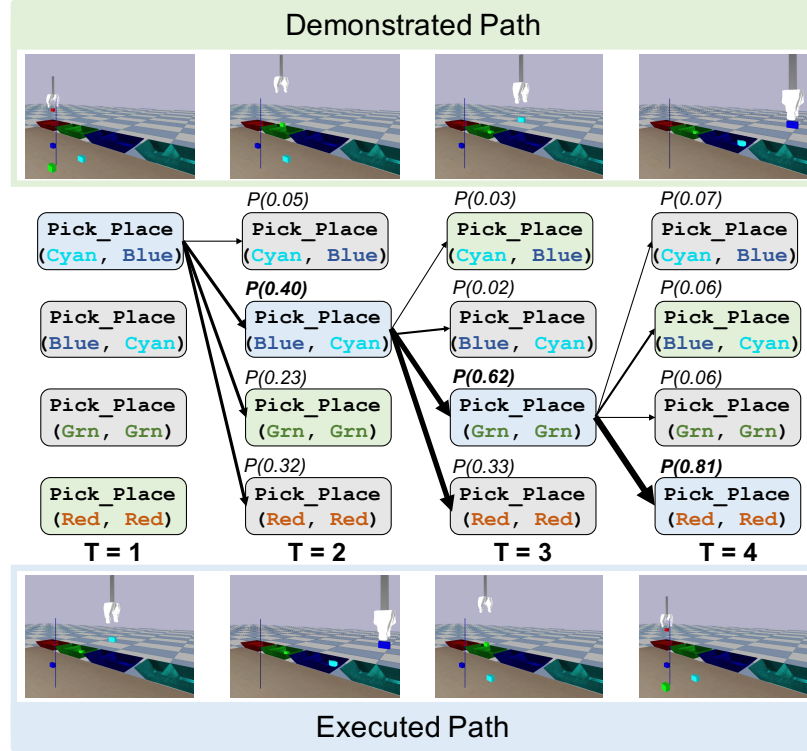 Demonstrated Path
P(0.05)
P(0.03)
P(0.07)
Pick_Place
(Cyan, Blue)
Pick_Place
(Cyan, Blue)
Pick_Place
(Cyan, Blue)
Pick_Place
(Cyan, Blue)
P(0.40)
P(0.02)
P(0.06)
Pick_Place
(Blue, Cyan)
Pick_Place
(Blue, Cyan)
Pick_Place
(Blue, Cyan)
Pick_Place
(Blue, Cyan)
P(0.23)
P(0.62)
P(0.06)
Pick_Place
(Grn, Grn)
Pick_Place
(Grn, Grn)
Pick_Place
(Grn, Grn)
Pick_Place
(Grn, Grn)
P(0.32)
P(0.33)
P(0.81)
Pick_Place
(Red, Red)
Pick_Place
(Red, Red)
Pick_Place
(Red, Red)
Pick_Place
(Red, Red)
T = 1
T = 2
T = 3
T = 4
Executed Path